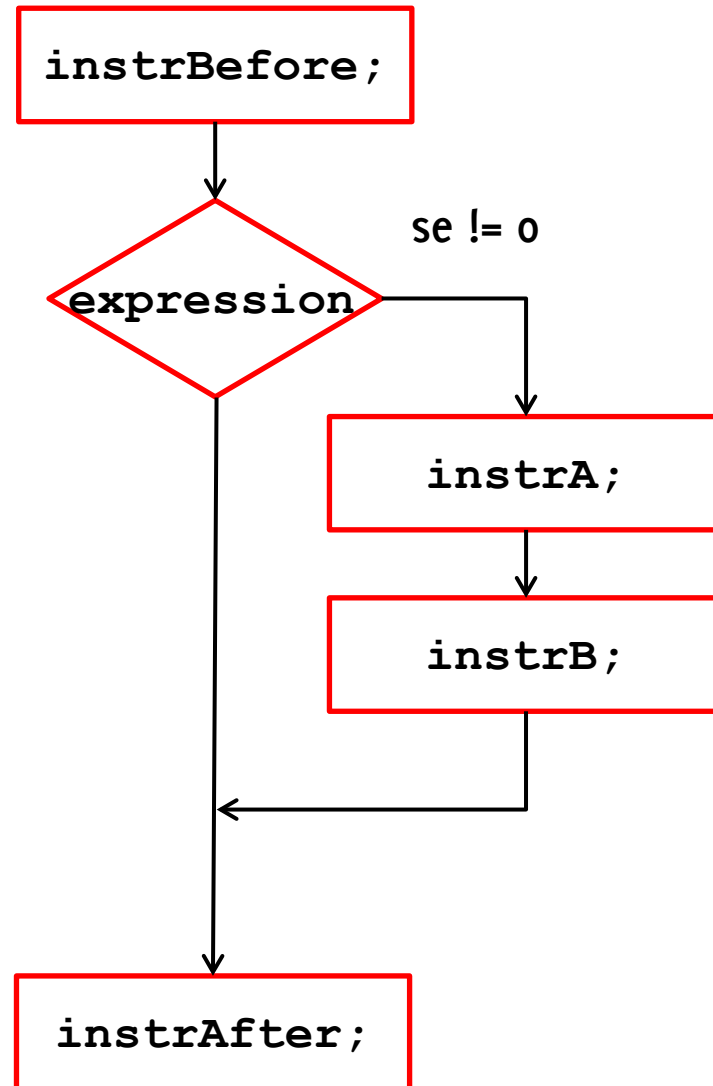 instrBefore;
se != 0
expression
instrA;
instrB;
instrAfter;